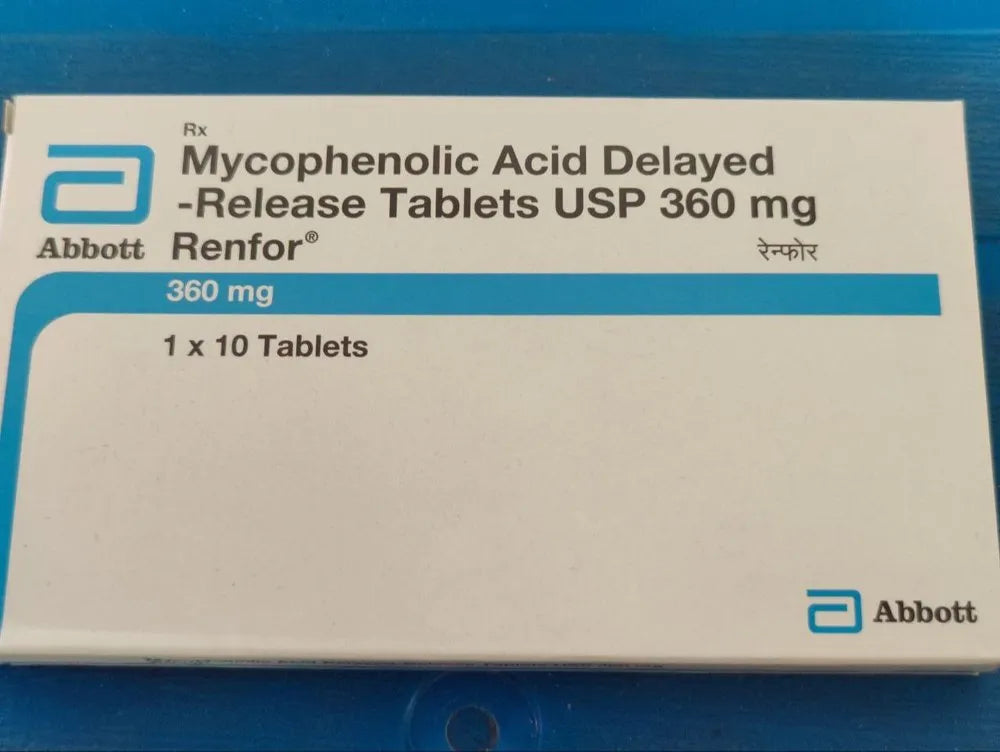 Rx
Mycophenolic Acid Delayed
-Release Tablets USP 360 mg
Abbott
Renfor®
रेन्फोर
360 mg
1 x 10 Tablets
Abbott